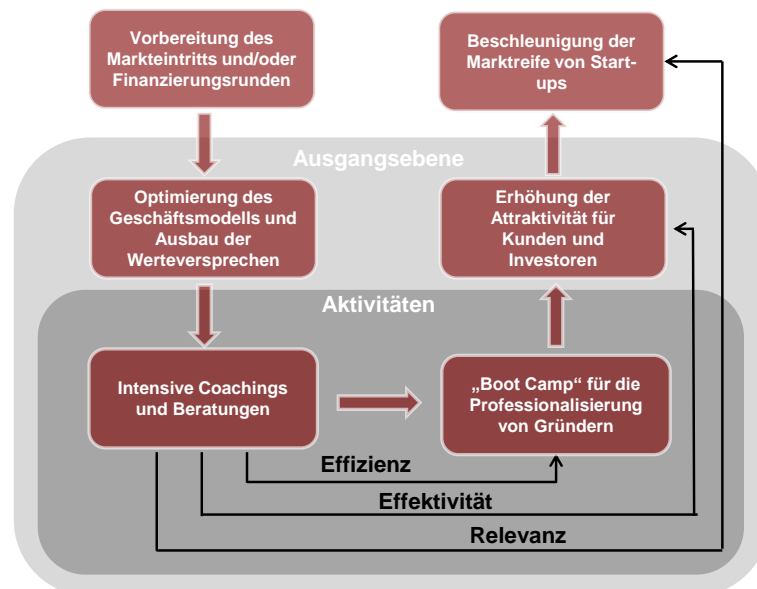 Vorbereitung des
Markteintritts und/oder
Finanzierungsrunden
Beschleunigung der
Marktreife von Start-
ups
Ausgangsebene
Optimierung des
Geschäftsmodells und
Ausbau der
Werteversprechen
Erhöhung der
Attraktivität für
Kunden und
Investoren
Aktivitäten
Intensive Coachings
und Beratungen
„Boot Camp“ für die
Professionalisierung
von Gründern
Effizienz
Effektivität
Relevanz